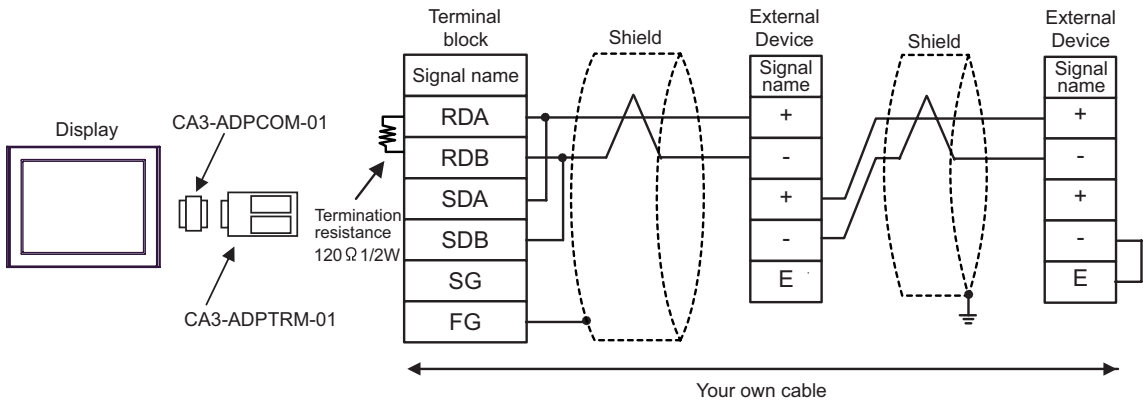 Display
CA3-ADPCOM-01
CA3-ADPTRM-01
Termination
resistance
120Ω 1/2W
Terminal
block
Signal name
RDA
RDB
SDA
SDB
SG
FG
Shield
External
Device
Signal
name
+
-
+
-
E
Shield
External
Device
Signal
name
+
-
+
-
E
Your own cable